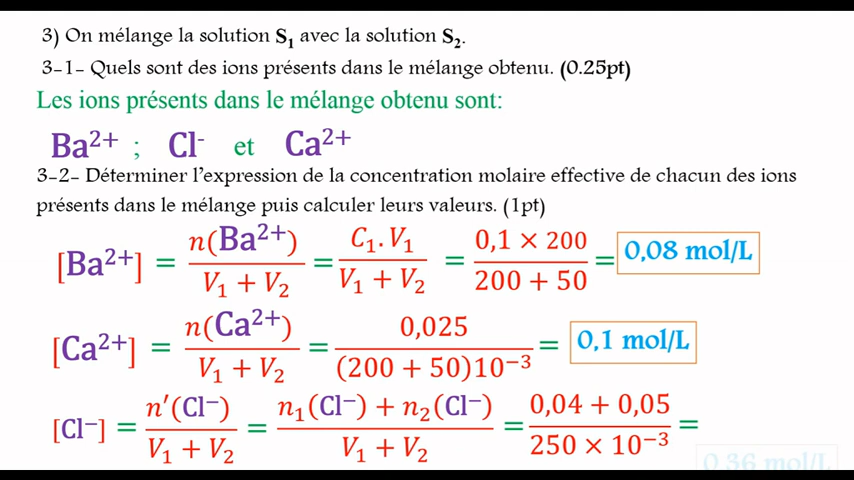 3) On mélange la solution S₁ avec la solution S₂.
3-1- Quels sont des ions présents dans le mélange obtenu. (0.25pt)
Les ions présents dans le mélange obtenu sont:
Ba²⁺ ; Cl⁻ et Ca²⁺
3-2- Déterminer l'expression de la concentration molaire effective de chacun des ions
présents dans le mélange puis calculer leurs valeurs. (1pt)
[Ba²⁺] = n(Ba²⁺) / (V₁ + V₂) = C₁.V₁ / (V₁ + V₂) = 0,1 × 200 / (200 + 50) = 0,08 mol/L
[Ca²⁺] = n(Ca²⁺) / (V₁ + V₂) = 0,025 / (200 + 50)10⁻³ = 0,1 mol/L
[Cl⁻] = n′(Cl⁻) / (V₁ + V₂) = n₁(Cl⁻) + n₂(Cl⁻) / (V₁ + V₂) = 0,04 + 0,05 / 250 × 10⁻³ =
0,36 mol/L